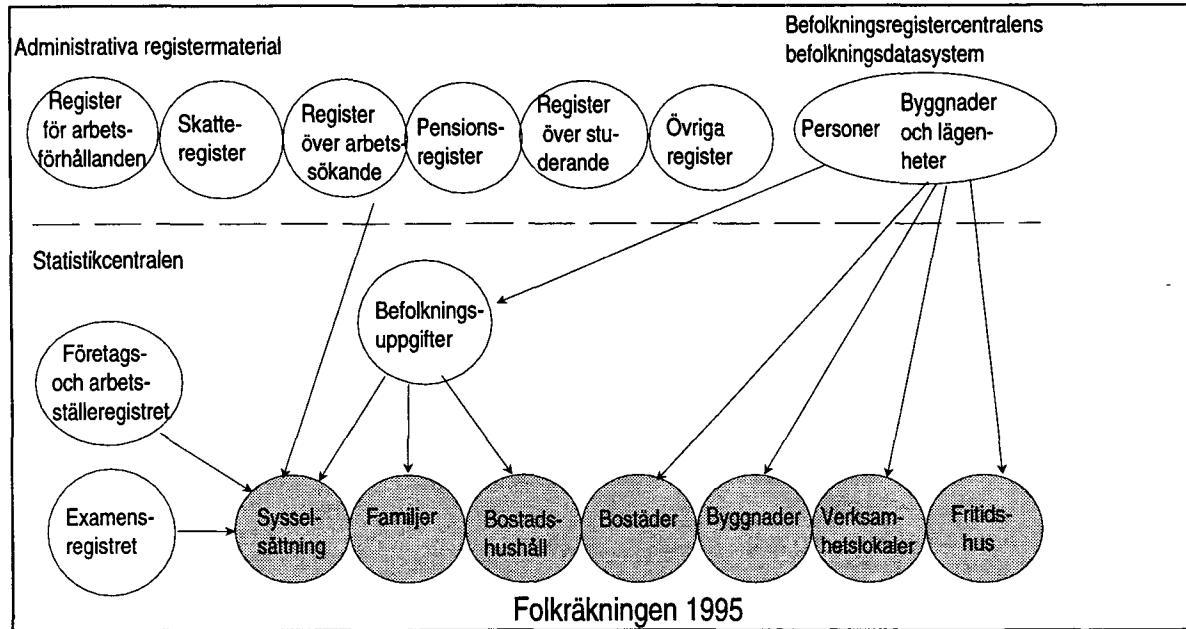 Administrativa registermaterial
Befolkningsregistercentralens
befolkningsdatasystem
Register
för arbets-
förhållanden
Skatte-
register
Register
över arbets-
sökande
Pensions-
register
Register
över stu-
derande
Övriga
register
Personer
Byggnader
och lägen-
heter
Statistikcentralen
Befolknings-
uppgifter
Företags-
och arbets-
ställeregistret
Examens-
registret
Syssel-
sättning
Familjer
Bostads-
hushåll
Bostäder
Byggnader
Verksam-
hetslokaler
Fritids-
hus
Folkräkningen 1995